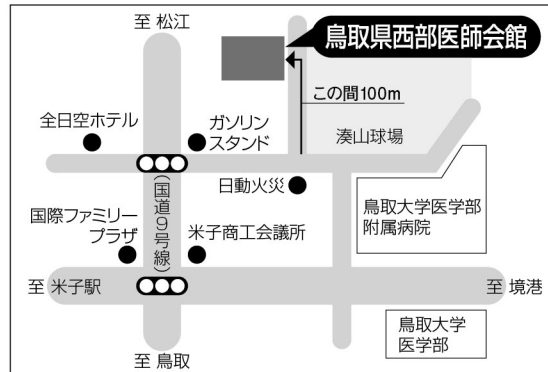 至 松江
鳥取県西部医師会館
この間100m
全日空ホテル
ガソリン
スタンド
湊山球場
日動火災
(国道9号線)
鳥取大学医学部
附属病院
国際ファミリー
プラザ
米子商工会議所
至 米子駅
至 境港
鳥取大学
医学部
至 鳥取